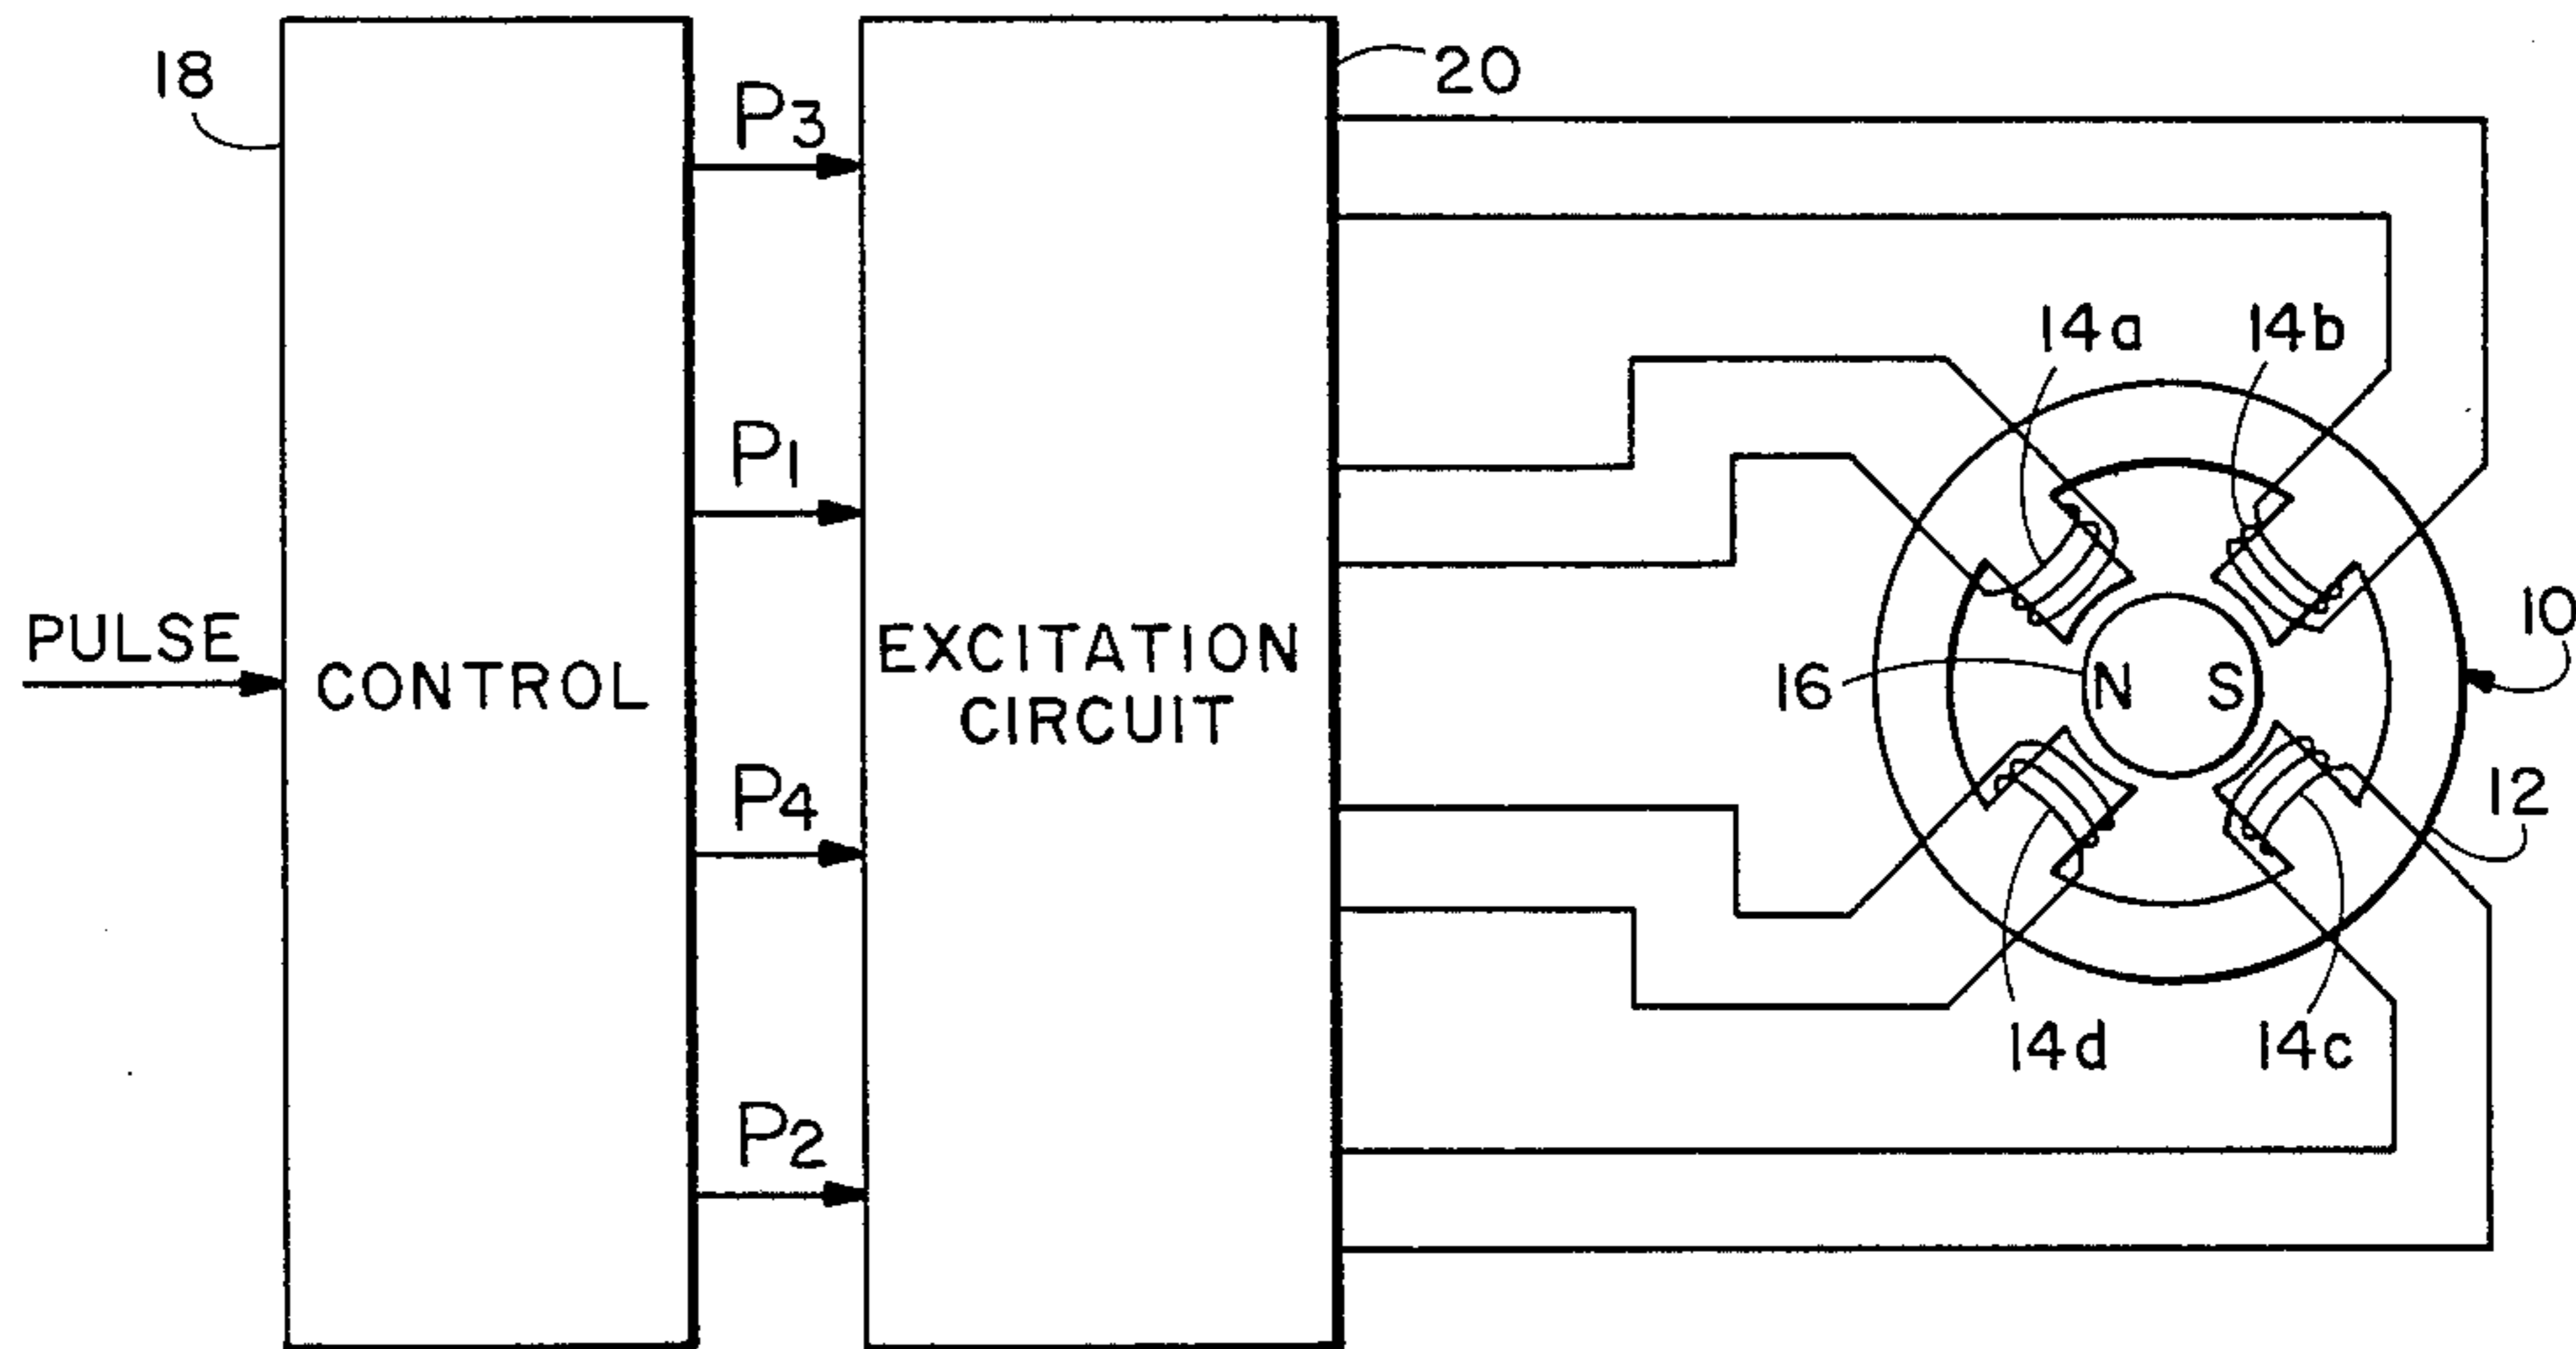 18
20
P3
14a 14b
P1
10
PULSE
CONTROL
EXCITATION
CIRCUIT
16 N S
P4
12
14d 14c
P2